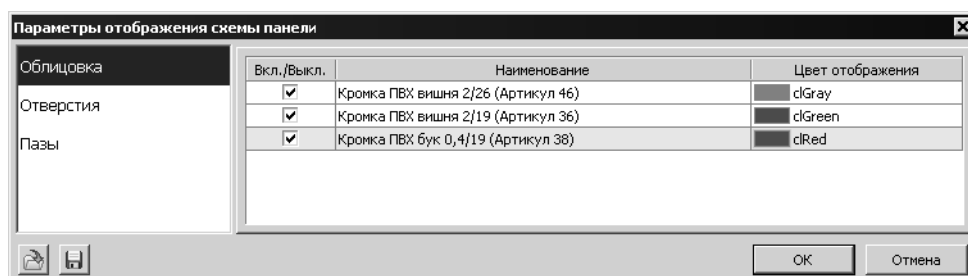 Параметры отображения схемы панели
Облицовка
Отверстия
Пазы
Вкл./Выкл. Наименование Цвет отображения
Кромка ПВХ вишня 2/26 (Артикул 46) clGray
Кромка ПВХ вишня 2/19 (Артикул 36) clGreen
Кромка ПВХ бук 0,4/19 (Артикул 38) clRed
OK Отмена